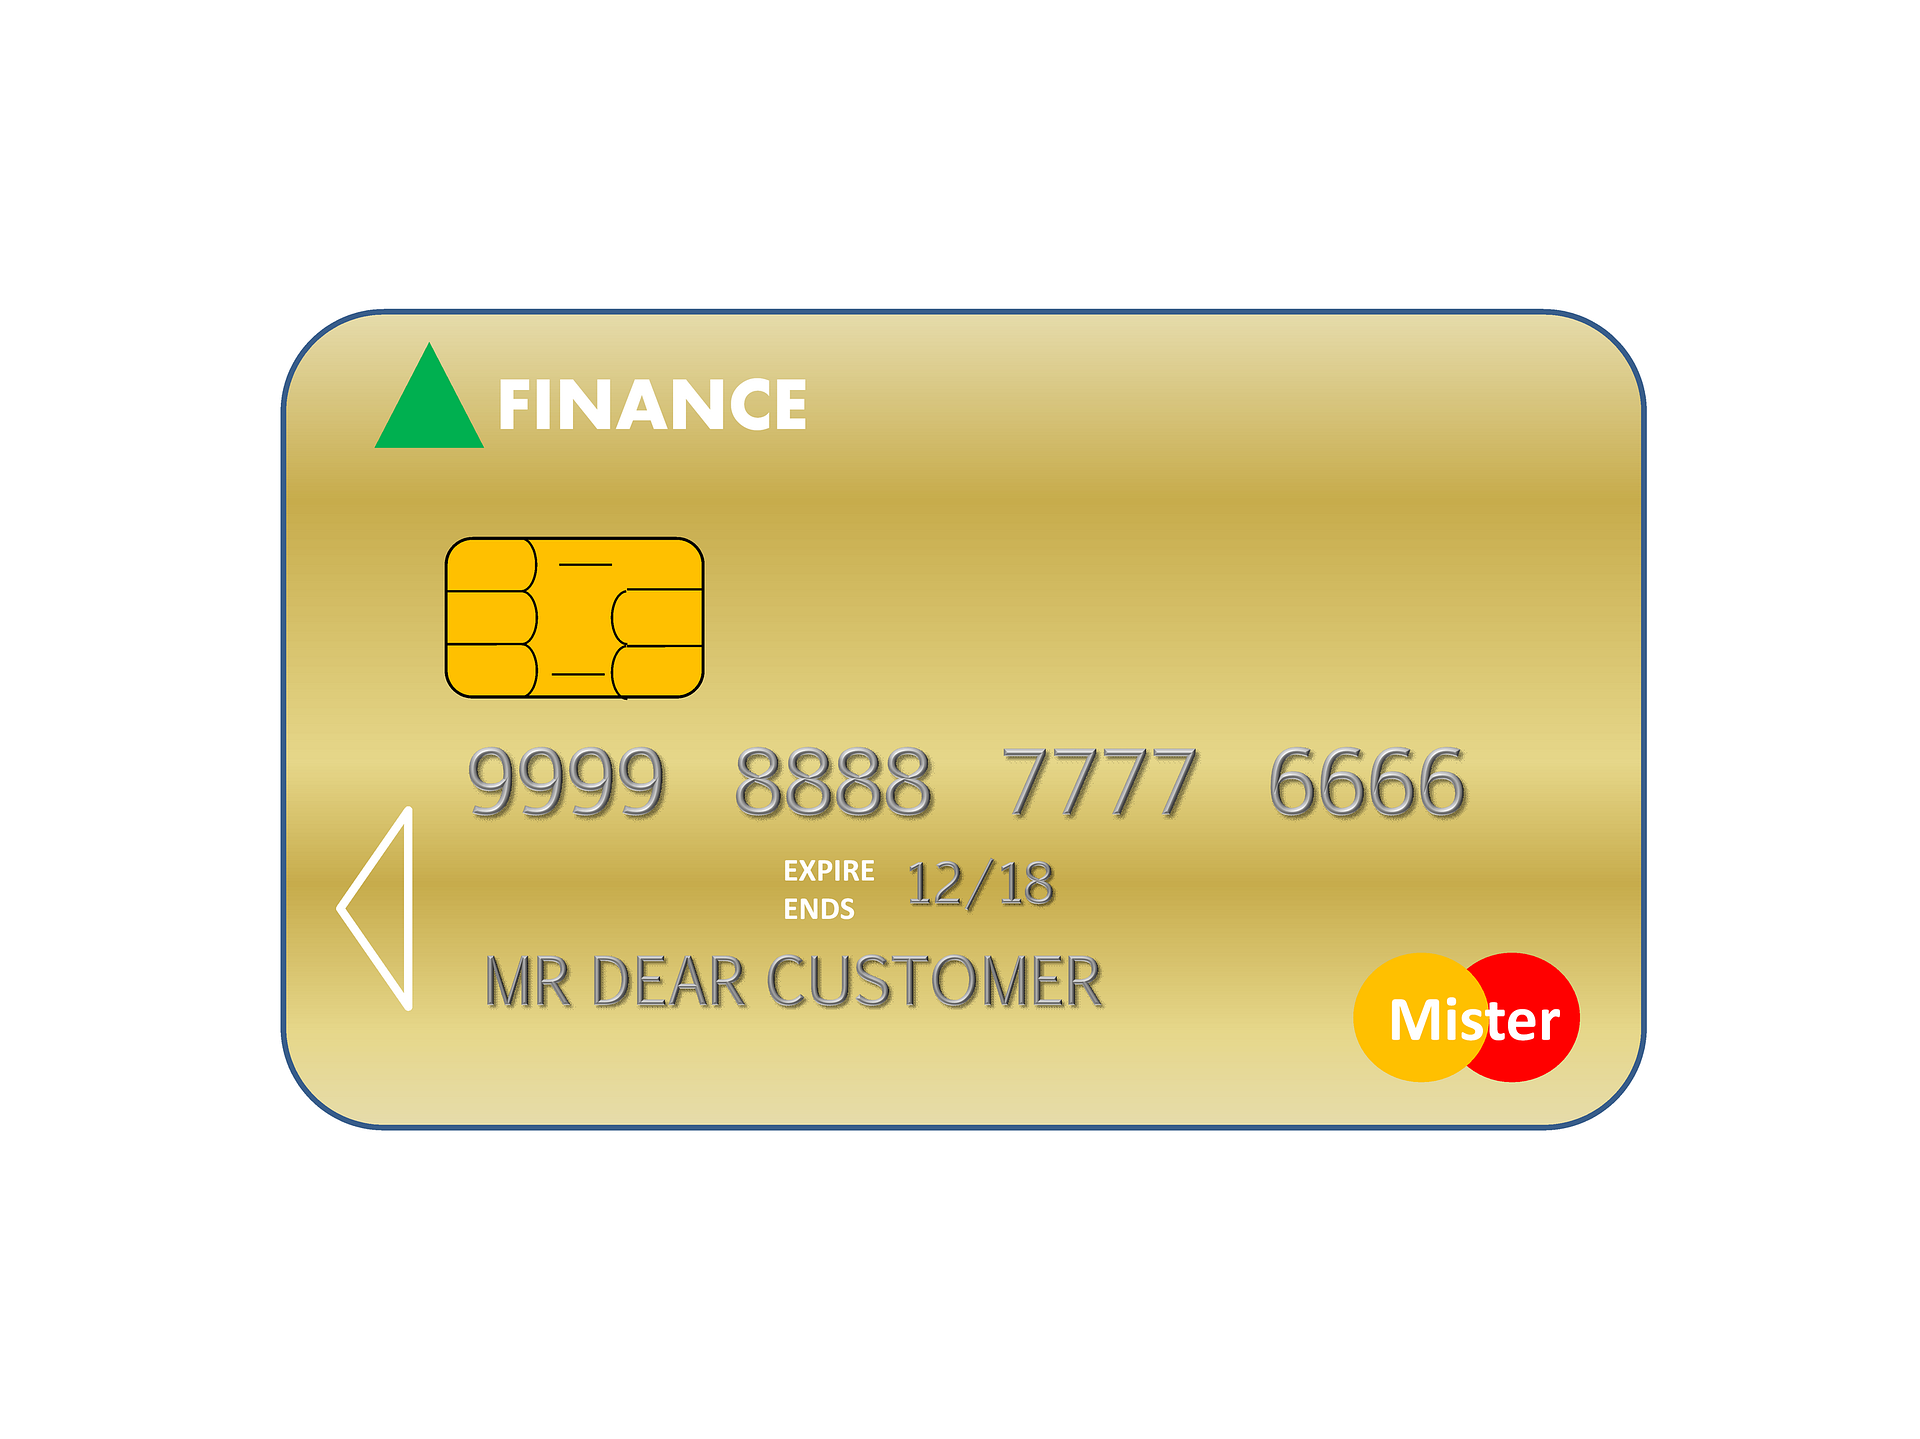 FINANCE
9999 8888 7777 6666
EXPIRE ENDS 12/18
MR DEAR CUSTOMER
Mister